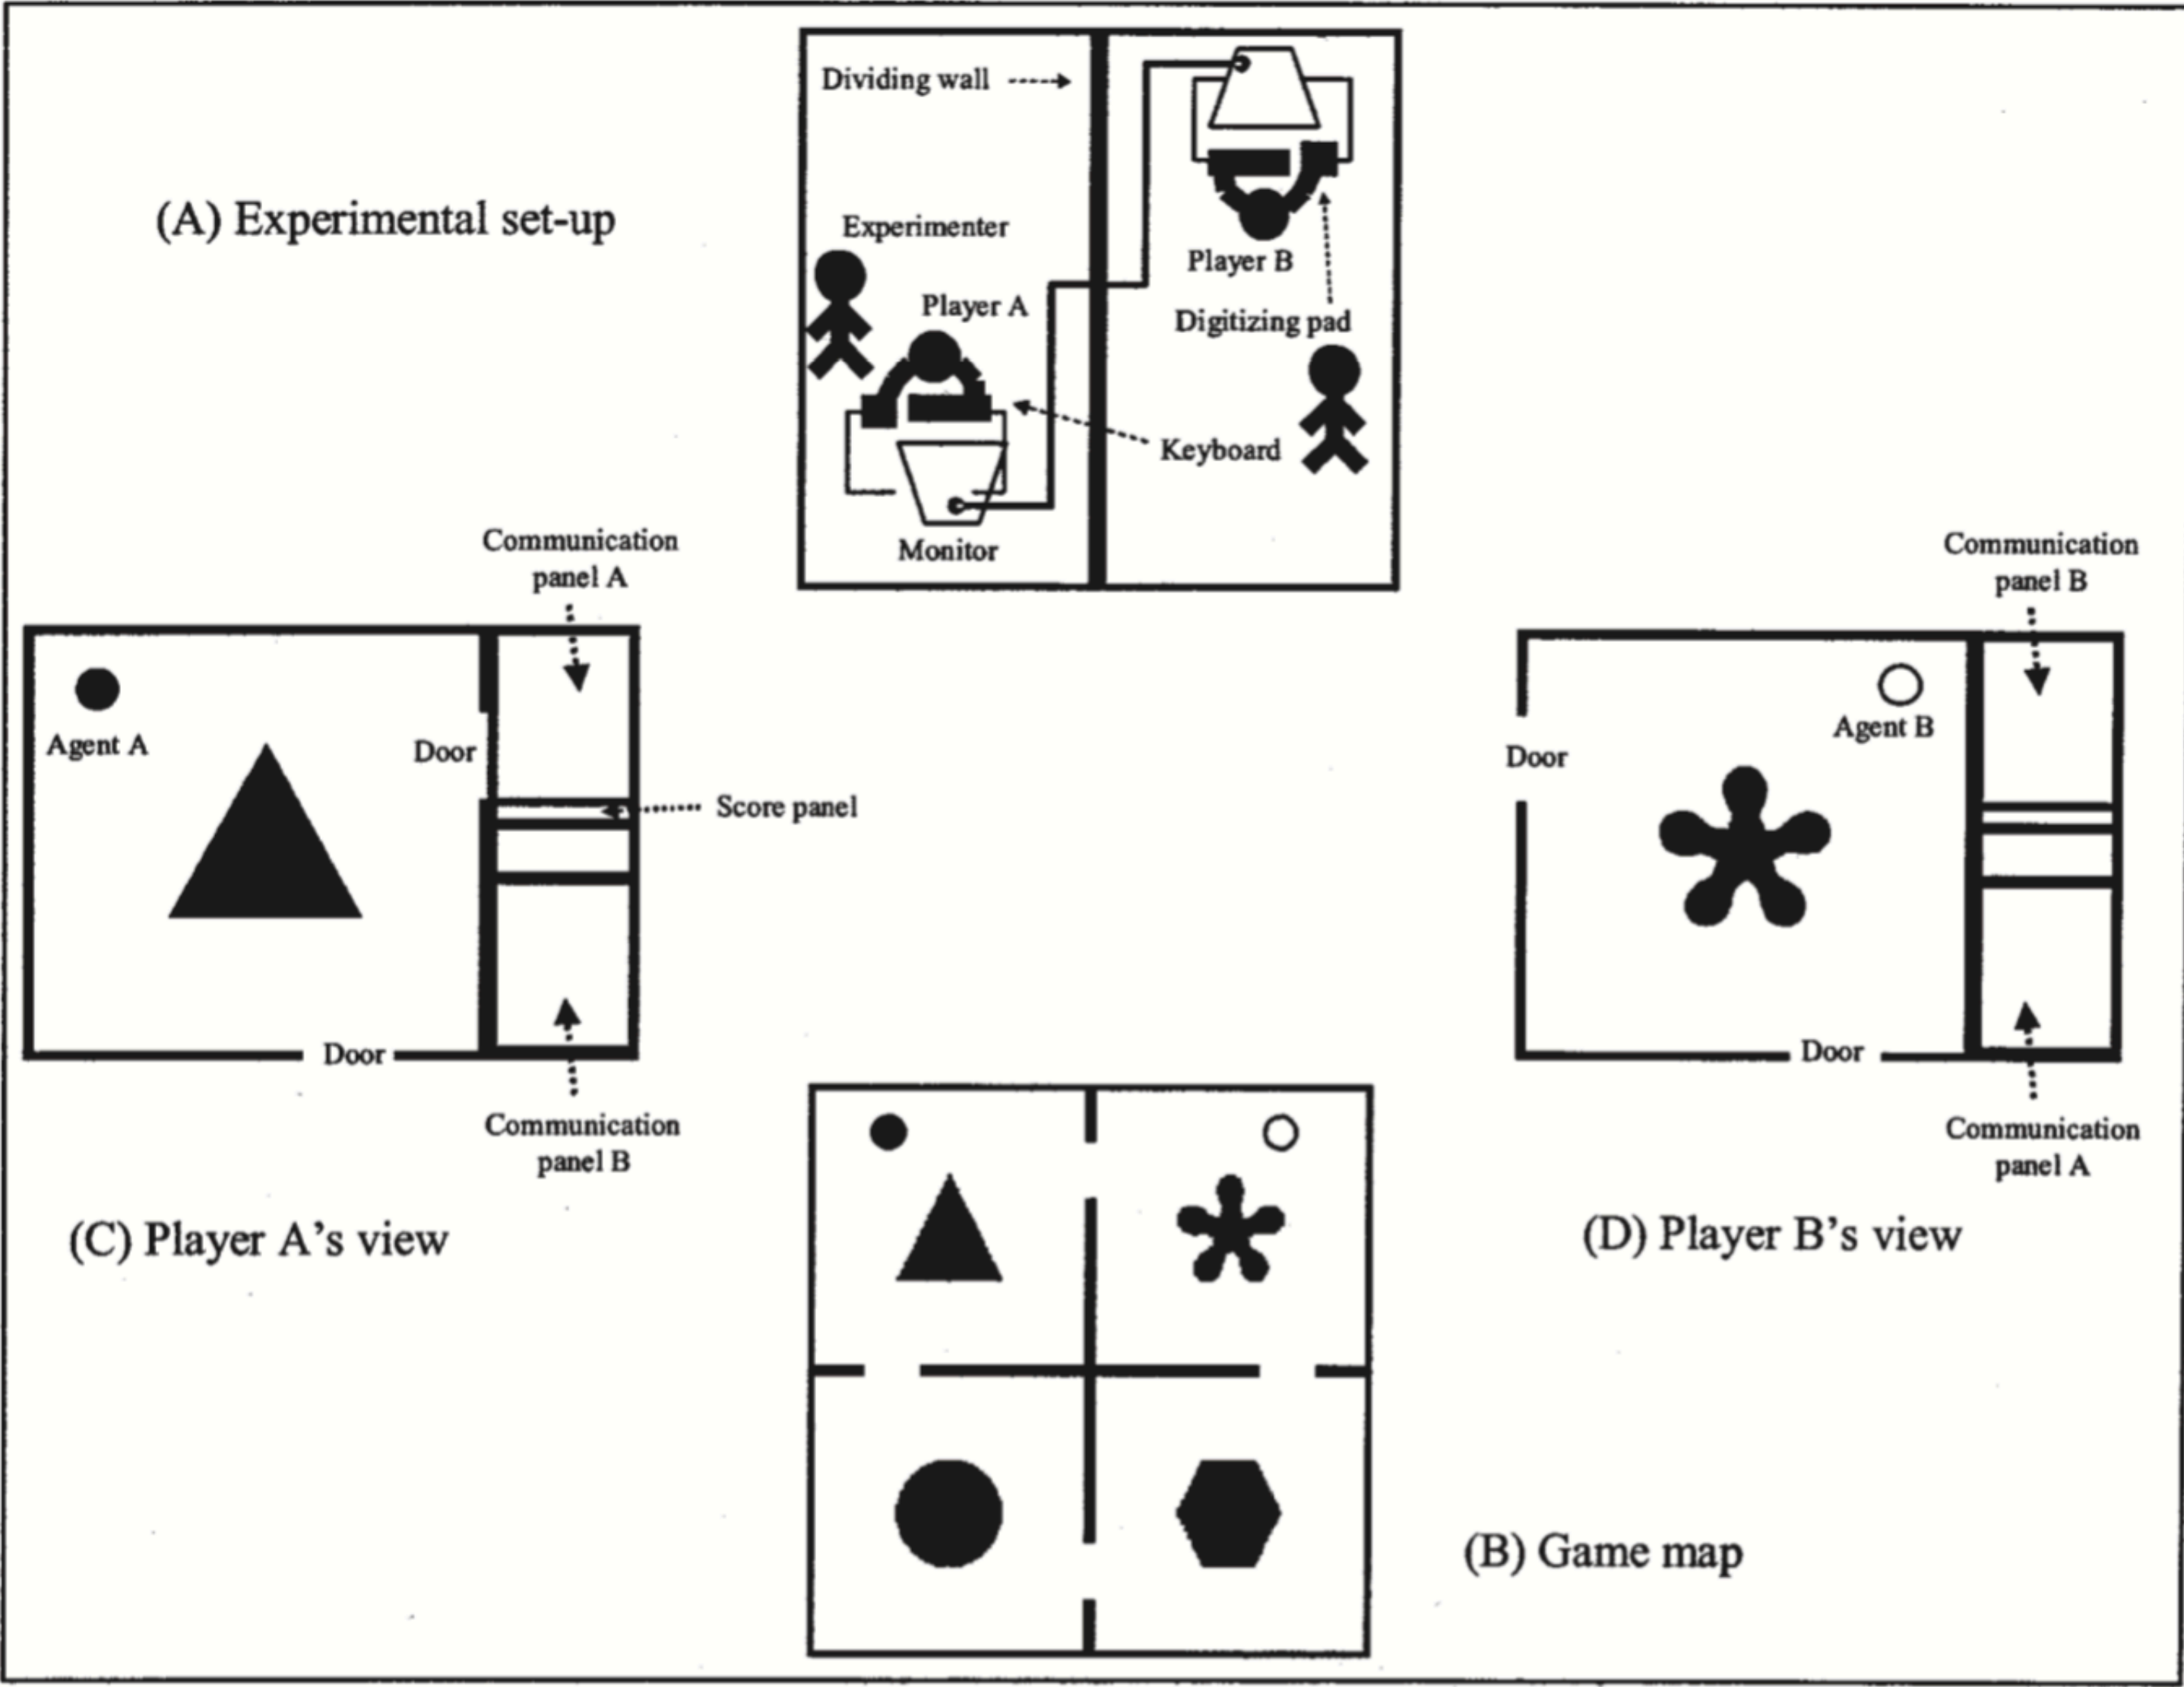 Dividing wall
(A) Experimental set-up
Experimenter
Player A
Player B
Digitizing pad
Keyboard
Monitor
Communication
panel A
Agent A
Door
Score panel
Door
Communication
panel B
(C) Player A's view
Communication
panel B
Door
Agent B
Door
Communication
panel A
(D) Player B's view
(B) Game map